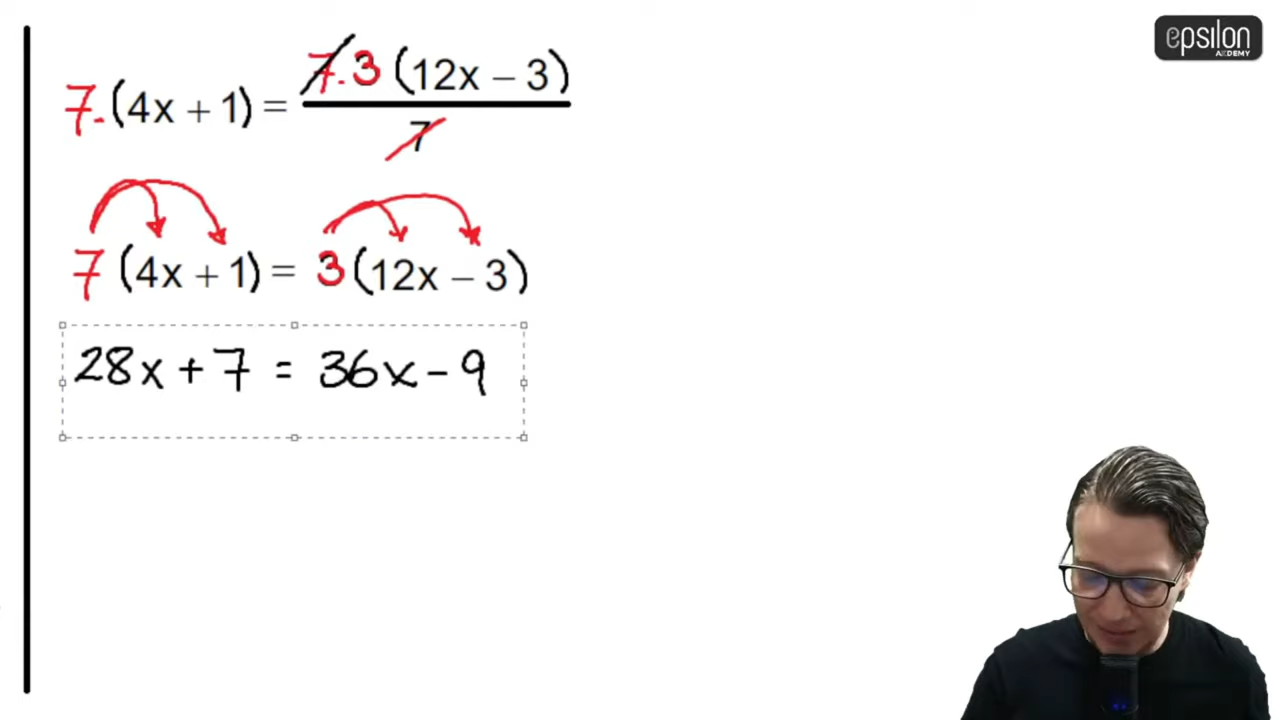 epsilon
AKDEMY
7·(4x + 1) = 7·3 (12x − 3)
7
7 (4x + 1) = 3 (12x − 3)
28x + 7 = 36x − 9